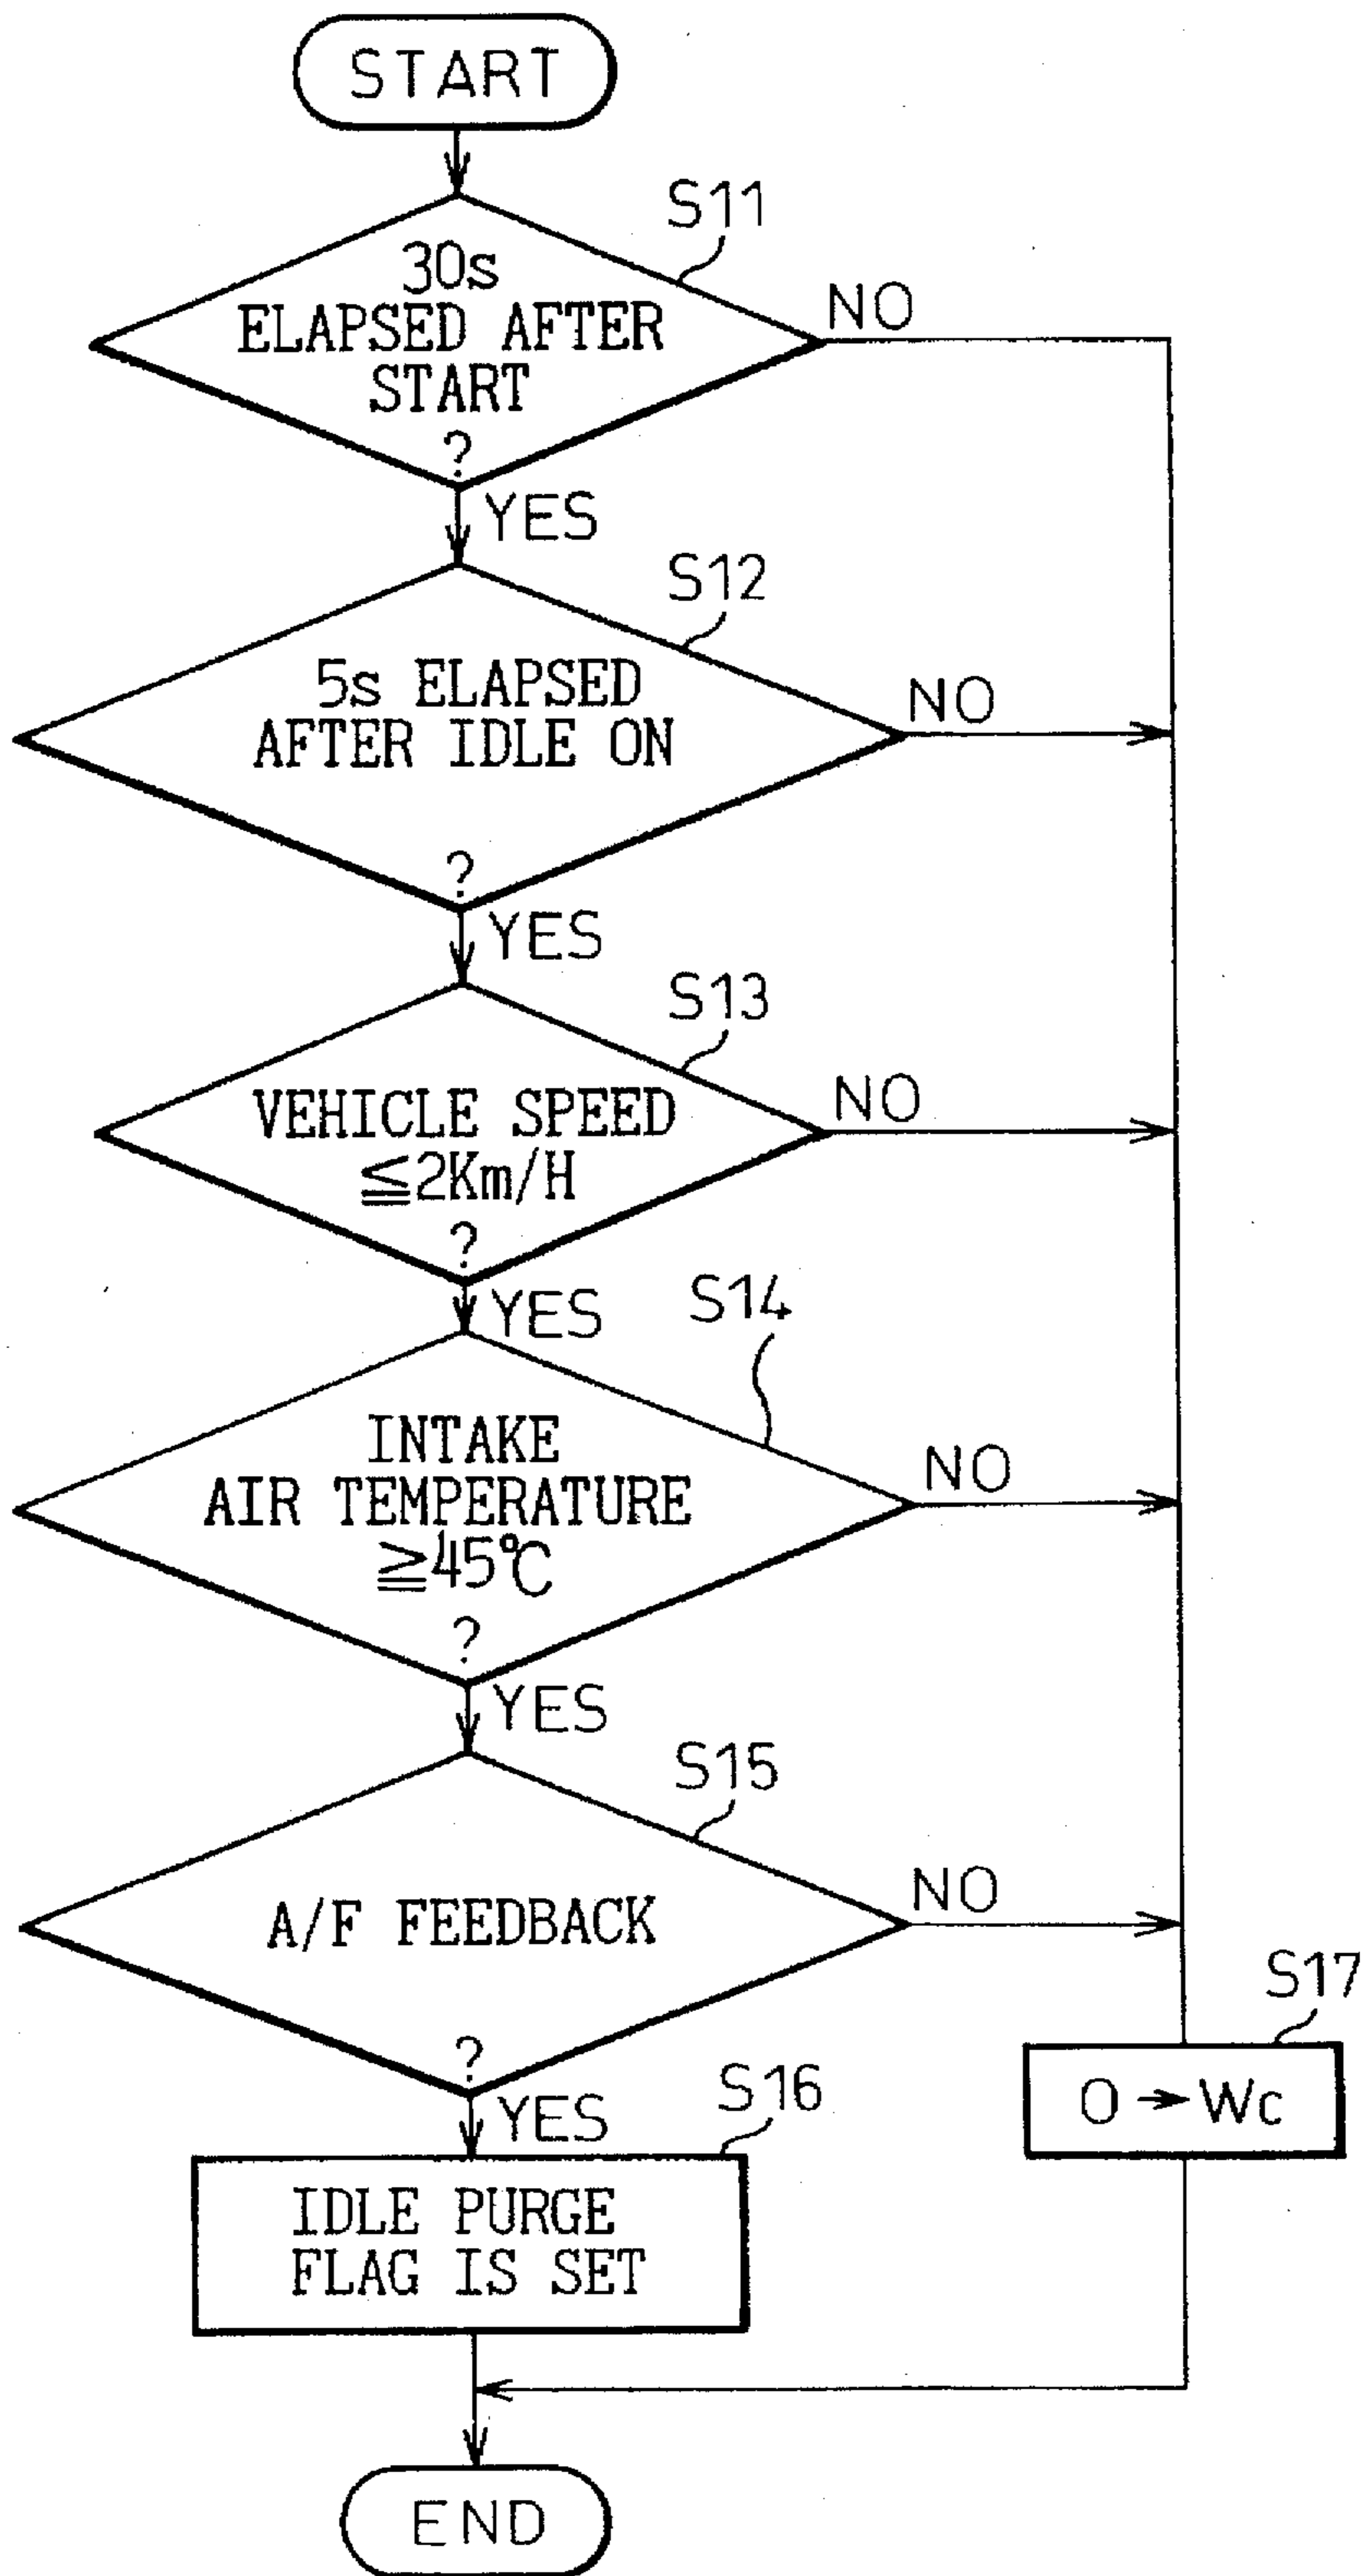 START
S11
30s
ELAPSED AFTER
START
?
NO
YES
S12
5s ELAPSED
AFTER IDLE ON
?
NO
YES
S13
VEHICLE SPEED
≦2Km/H
?
NO
YES
S14
INTAKE
AIR TEMPERATURE
≧45℃
?
NO
YES
S15
A/F FEEDBACK
?
NO
YES
S16
IDLE PURGE
FLAG IS SET
S17
0 → Wc
END